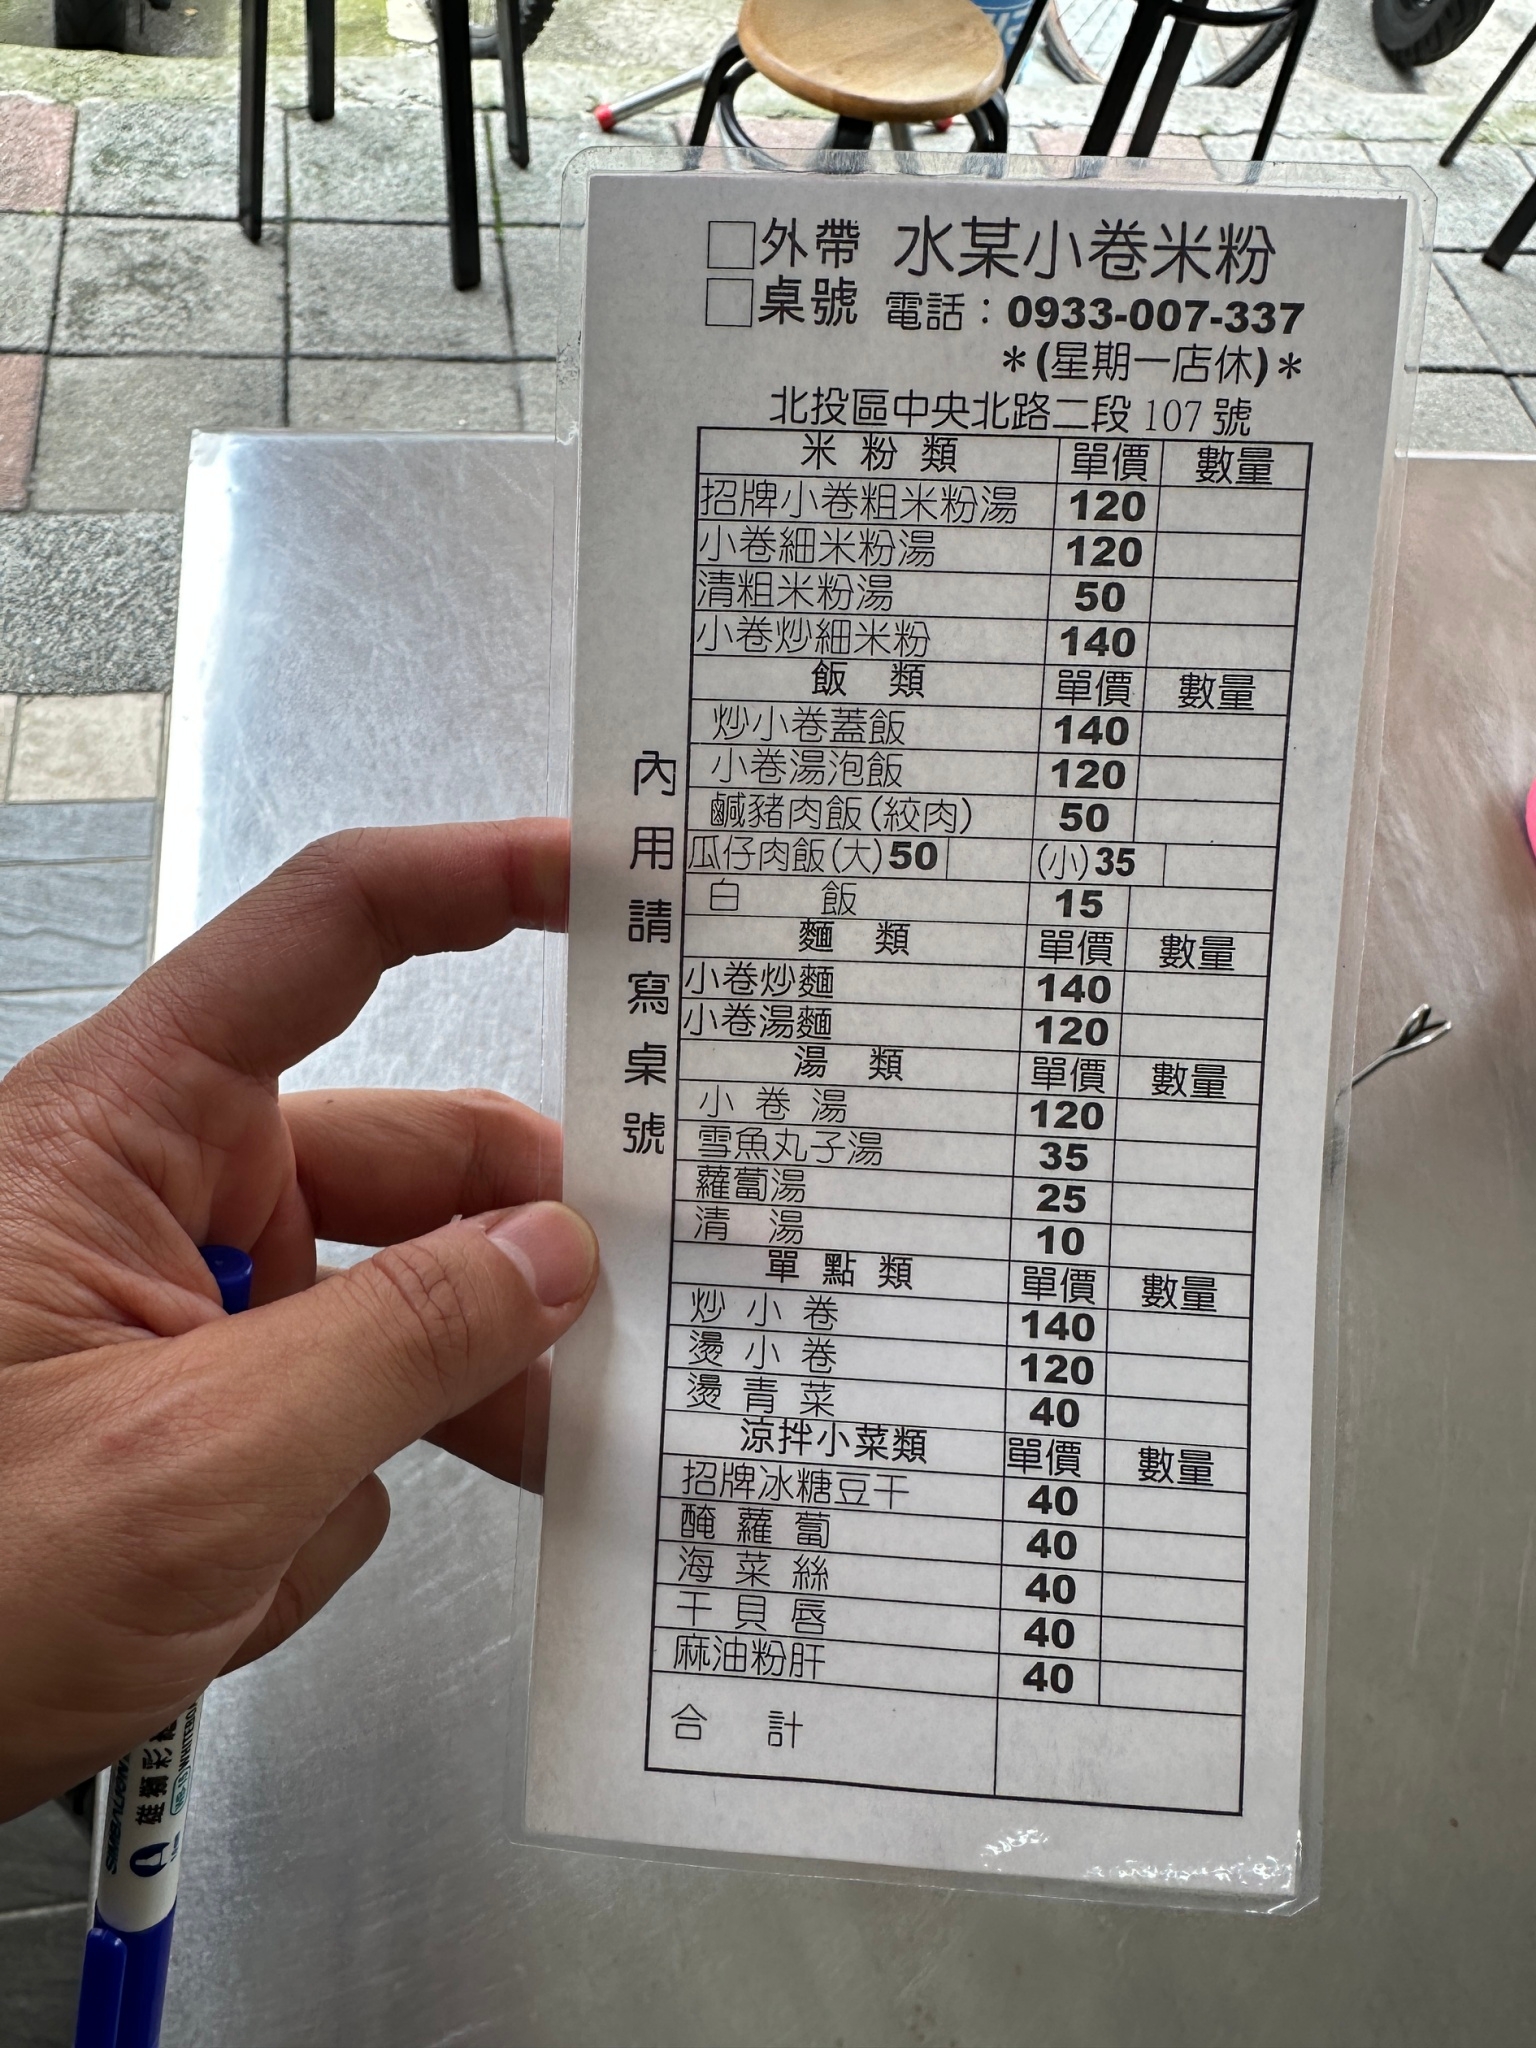 □外帶 水某小卷米粉
□桌號 電話：0933-007-337
＊(星期一店休)＊
北投區中央北路二段 107 號
內用請寫桌號
米粉類 單價 數量
招牌小卷粗米粉湯 120
小卷細米粉湯 120
清粗米粉湯 50
小卷炒細米粉 140
飯類 單價 數量
炒小卷蓋飯 140
小卷湯泡飯 120
鹹豬肉飯(絞肉) 50
瓜仔肉飯(大)50 (小)35
白飯 15
麵類 單價 數量
小卷炒麵 140
小卷湯麵 120
湯類 單價 數量
小卷湯 120
雪魚丸子湯 35
蘿蔔湯 25
清湯 10
單點類 單價 數量
炒小卷 140
燙小卷 120
燙青菜 40
涼拌小菜類 單價 數量
招牌冰糖豆干 40
醃蘿蔔 40
海菜絲 40
干貝唇 40
麻油粉肝 40
合計
雄獅